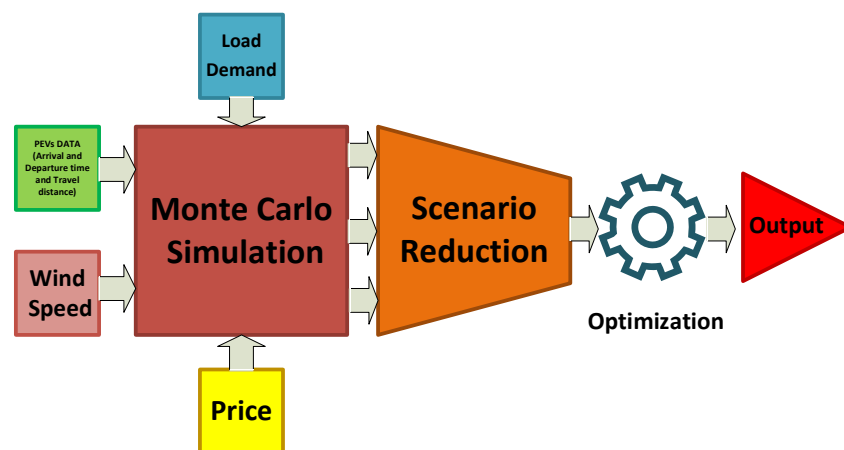 Load
Demand
PEVs DATA
(Arrival and
Departure time
and Travel
distance)
Monte Carlo
Simulation
Scenario
Reduction
Output
Wind
Speed
Optimization
Price